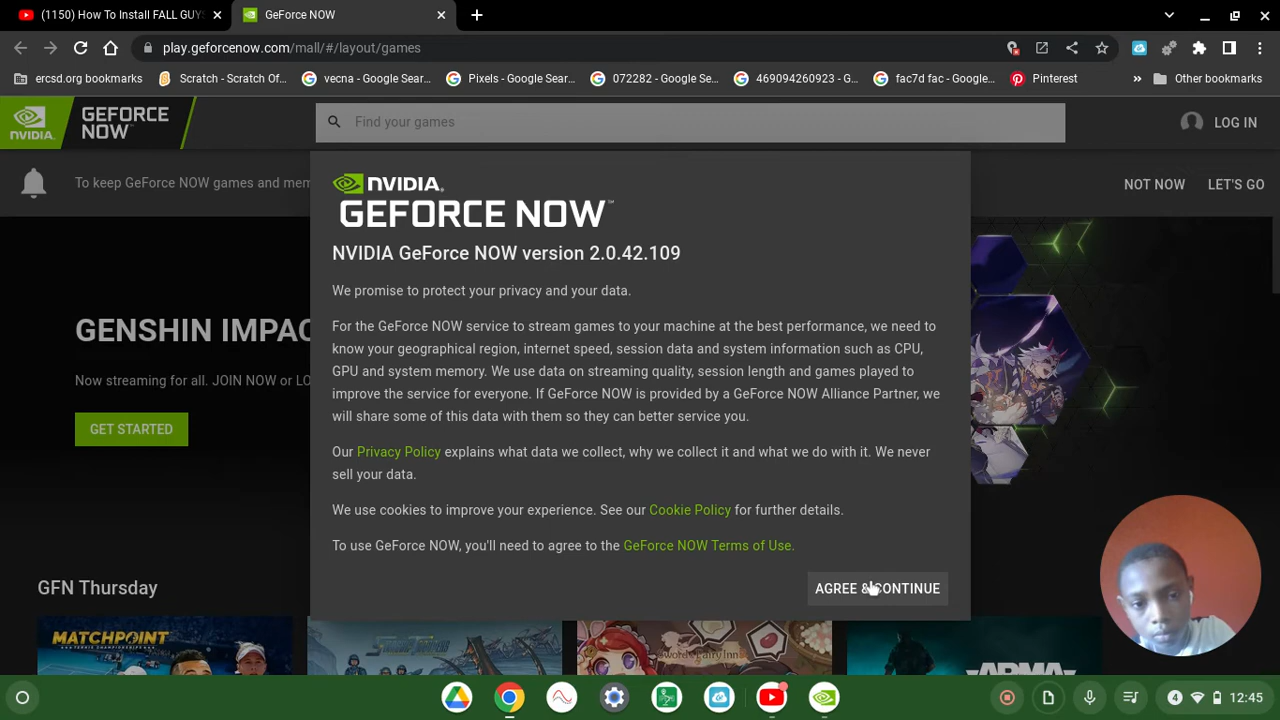 (1150) How To Install FALL GUYS
GeForce NOW
play.geforcenow.com/mall/#/layout/games
ercsd.org bookmarks
Scratch - Scratch Of...
vecna - Google Sear...
Pixels - Google Sear...
072282 - Google Se...
469094260923 - G...
fac7d fac - Google...
Pinterest
»
Other bookmarks
NVIDIA.
GEFORCE
NOW
Find your games
LOG IN
To keep GeForce NOW games and mem
NOT NOW
LET'S GO
NVIDIA.
GEFORCE NOW™
NVIDIA GeForce NOW version 2.0.42.109
We promise to protect your privacy and your data.
For the GeForce NOW service to stream games to your machine at the best performance, we need to
know your geographical region, internet speed, session data and system information such as CPU,
GPU and system memory. We use data on streaming quality, session length and games played to
improve the service for everyone. If GeForce NOW is provided by a GeForce NOW Alliance Partner, we
will share some of this data with them so they can better service you.
Our Privacy Policy explains what data we collect, why we collect it and what we do with it. We never
sell your data.
We use cookies to improve your experience. See our Cookie Policy for further details.
To use GeForce NOW, you'll need to agree to the GeForce NOW Terms of Use.
AGREE & CONTINUE
GENSHIN IMPAC
Now streaming for all. JOIN NOW or LO
GET STARTED
GFN Thursday
MATCHPOINT
TENNIS CHAMPIONSHIPS
ARMA
4
12:45